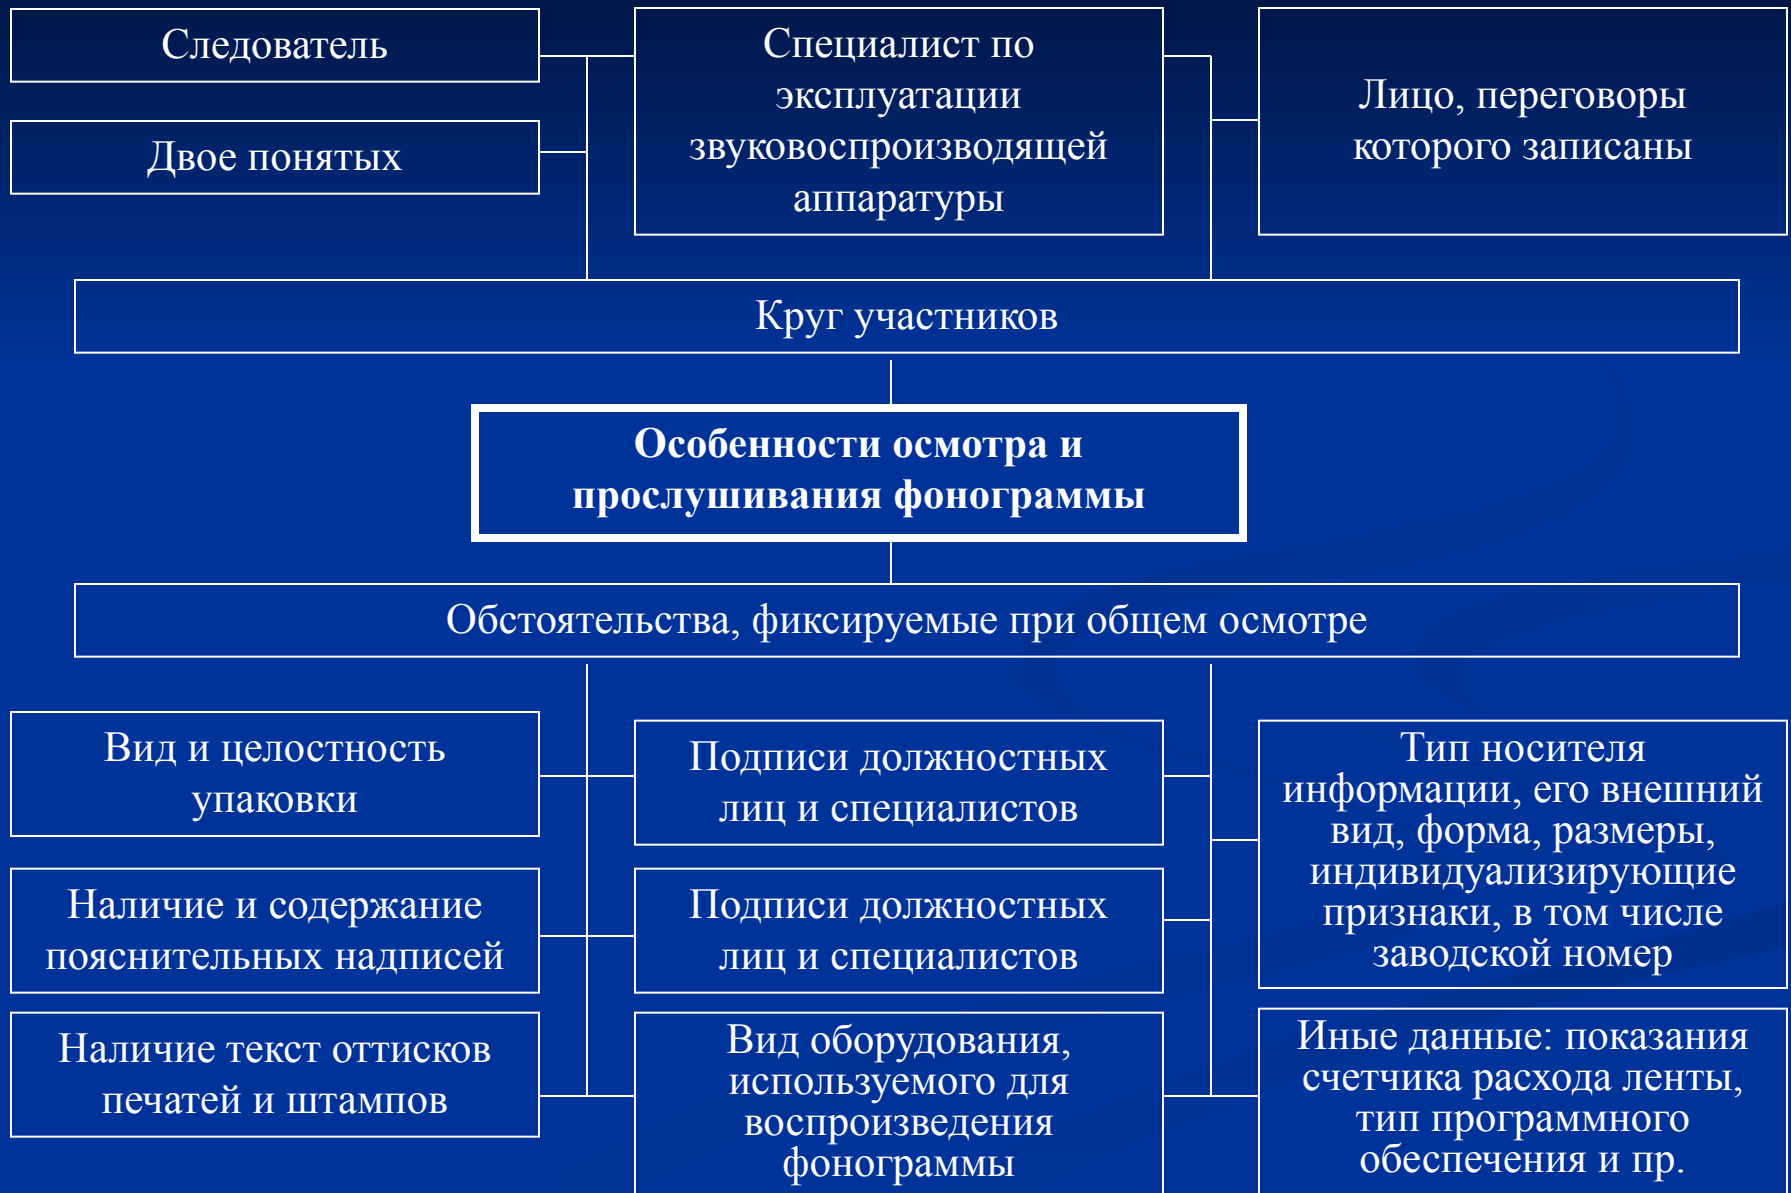 Следователь
Двое понятых
Специалист по
эксплуатации
звуковоспроизводящей
аппаратуры
Лицо, переговоры
которого записаны
Круг участников
Особенности осмотра и
прослушивания фонограммы
Обстоятельства, фиксируемые при общем осмотре
Вид и целостность
упаковки
Наличие и содержание
пояснительных надписей
Наличие текст оттисков
печатей и штампов
Подписи должностных
лиц и специалистов
Подписи должностных
лиц и специалистов
Вид оборудования,
используемого для
воспроизведения
фонограммы
Тип носителя
информации, его внешний
вид, форма, размеры,
индивидуализирующие
признаки, в том числе
заводской номер
Иные данные: показания
счетчика расхода ленты,
тип программного
обеспечения и пр.